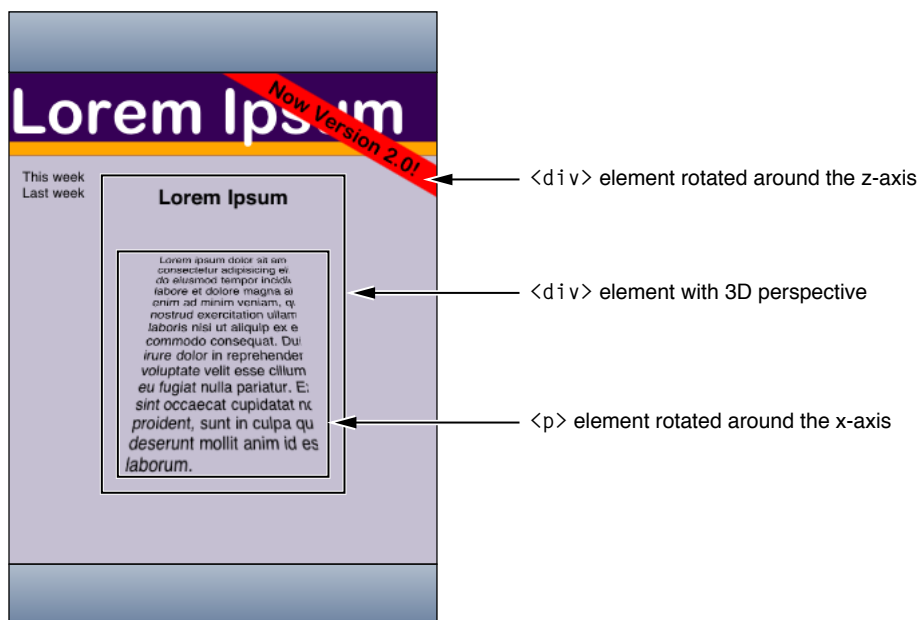 Lorem Ipsum
Now Version 2.0!
<div> element rotated around the z-axis
This week
Last week
Lorem Ipsum
Lorem ipsum dolor sit am
consectetur adipisicing el
do eiusmod tempor incidi
labore et dolore magna al
enim ad minim veniam, q
nostrud exercitation ullam
laboris nisi ut aliquip ex e
commodo consequat. Dui
irure dolor in reprehender
voluptate velit esse cillum
eu fugiat nulla pariatur. E
sint occaecat cupidatat no
proident, sunt in culpa qu
deserunt mollit anim id es
laborum.
<div> element with 3D perspective
<p> element rotated around the x-axis